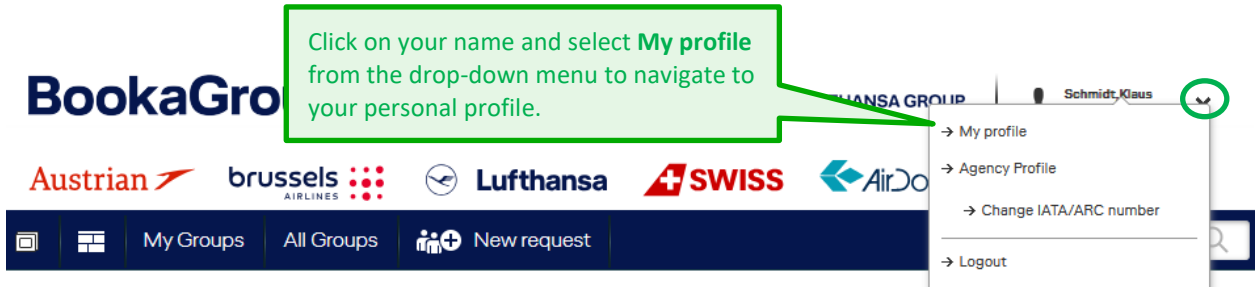 Click on your name and select My profile
from the drop-down menu to navigate to
your personal profile.
BookaGro
HANSA GROUP
Schmidt, Klaus
→ My profile
→ Agency Profile
→ Change IATA/ARC number
→ Logout
Austrian
brussels
AIRLINES
Lufthansa
SWISS
AirDo
My Groups
All Groups
New request